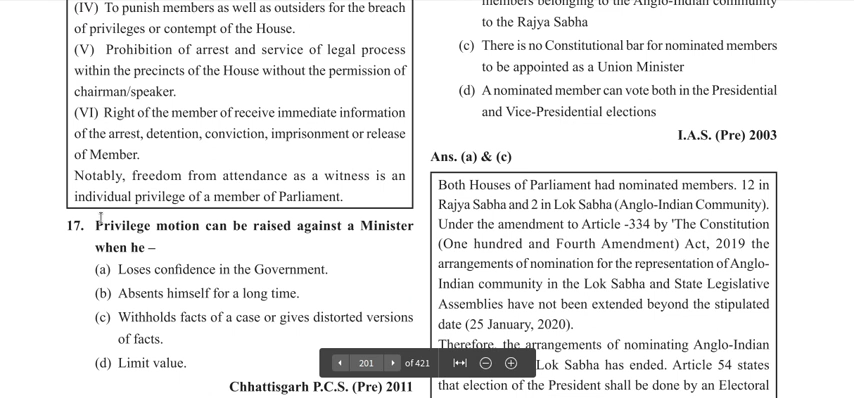 (IV) To punish members as well as outsiders for the breach
of privileges or contempt of the House.
(V) Prohibition of arrest and service of legal process
within the precincts of the House without the permission of
chairman/speaker.
(VI) Right of the member of receive immediate information
of the arrest, detention, conviction, imprisonment or release
of Member.
Notably, freedom from attendance as a witness is an
individual privilege of a member of Parliament.
17. Privilege motion can be raised against a Minister
when he –
(a) Loses confidence in the Government.
(b) Absents himself for a long time.
(c) Withholds facts of a case or gives distorted versions
of facts.
(d) Limit value.
Chhattisgarh P.C.S. (Pre) 2011
members belonging to the Anglo-Indian community
to the Rajya Sabha
(c) There is no Constitutional bar for nominated members
to be appointed as a Union Minister
(d) A nominated member can vote both in the Presidential
and Vice-Presidential elections
I.A.S. (Pre) 2003
Ans. (a) & (c)
Both Houses of Parliament had nominated members. 12 in
Rajya Sabha and 2 in Lok Sabha (Anglo-Indian Community).
Under the amendment to Article -334 by 'The Constitution
(One hundred and Fourth Amendment) Act, 2019 the
arrangements of nomination for the representation of Anglo-
Indian community in the Lok Sabha and State Legislative
Assemblies have not been extended beyond the stipulated
date (25 January, 2020).
Therefore, the arrangements of nominating Anglo-Indian
Lok Sabha has ended. Article 54 states
that election of the President shall be done by an Electoral
201 of 421